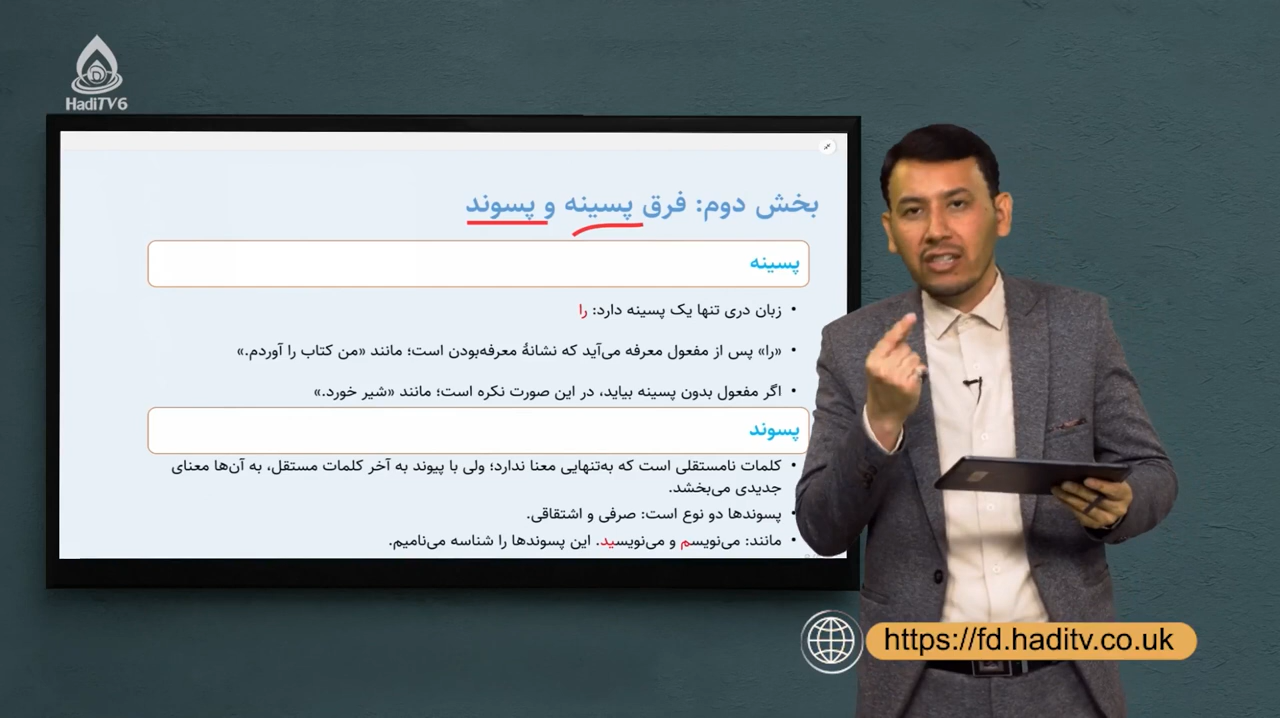 HadiTV6
بخش دوم: فرق پسینه و پسوند
پسینه
• زبان دری تنها یک پسینه دارد: را
• «را» پس از مفعول معرفه می‌آید که نشانهٔ معرفه‌بودن است؛ مانند «من کتاب را آوردم.»
• اگر مفعول بدون پسینه بیاید، در این صورت نکره است؛ مانند «شیر خورد.»
پسوند
• کلمات نامستقلی است که به‌تنهایی معنا ندارد؛ ولی با پیوند به آخر کلمات مستقل، به آن‌ها معنای
جدیدی می‌بخشد.
• پسوندها دو نوع است: صرفی و اشتقاقی.
• مانند: می‌نویسم و می‌نویسید. این پسوندها را شناسه می‌نامیم.
https://fd.haditv.co.uk